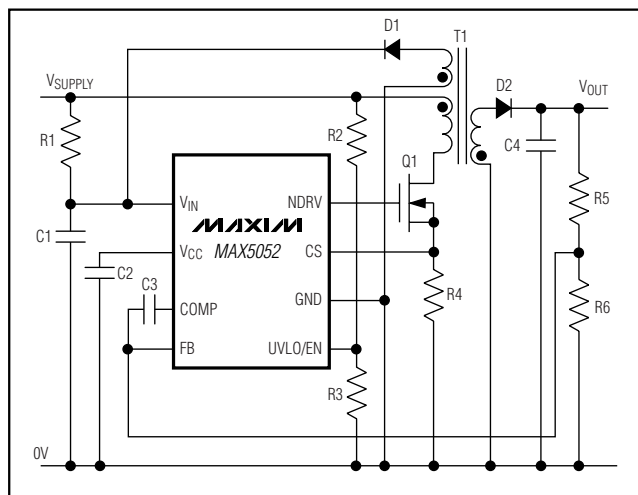 D1
T1
VSUPPLY
D2
VOUT
R1
R2
Q1
C4
VIN
NDRV
R5
MAXIM
MAX5052
C1
VCC
CS
C2
C3
COMP
GND
R4
R6
FB
UVLO/EN
R3
0V